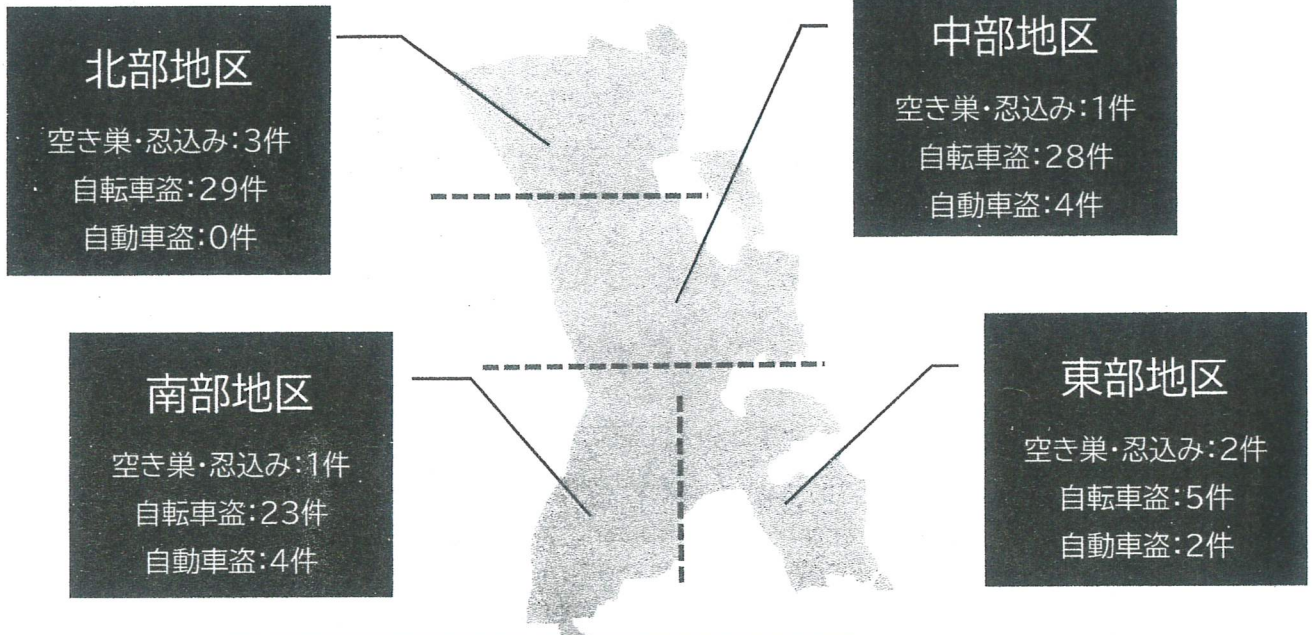 北部地区
空き巣・忍込み:3件
自転車盗:29件
自動車盗:0件
中部地区
空き巣・忍込み:1件
自転車盗:28件
自動車盗:4件
南部地区
空き巣・忍込み:1件
自転車盗:23件
自動車盗:4件
東部地区
空き巣・忍込み:2件
自転車盗:5件
自動車盗:2件